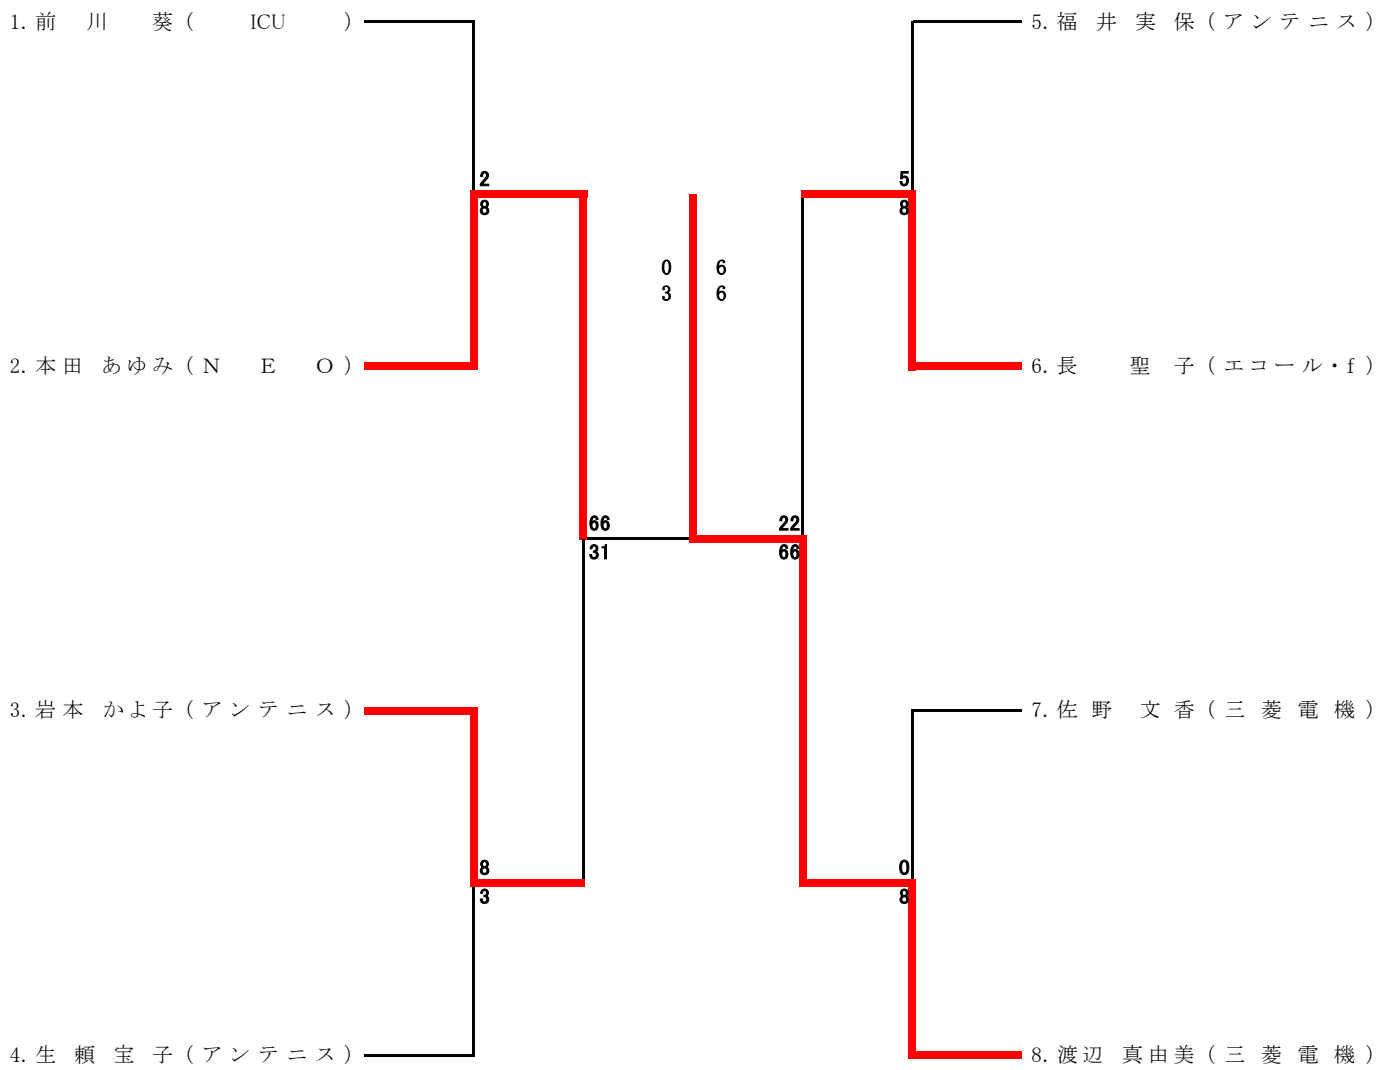 1. 前川 葵 ( ICU )
5. 福井実保 (アンテニス)
2
8
5
8
0 6
3 6
2. 本田 あゆみ (N E O)
6. 長 聖子 (エコール・f)
66
31
22
66
3. 岩本 かよ子 (アンテニス)
7. 佐野 文香 (三菱電機)
8
3
0
8
4. 生頼宝子 (アンテニス)
8. 渡辺 真由美 (三菱電機)